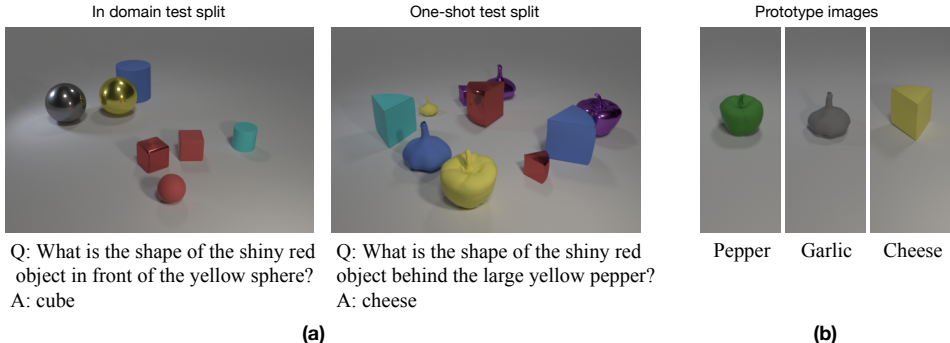 In domain test split
One-shot test split
Prototype images
Q: What is the shape of the shiny red
object in front of the yellow sphere?
A: cube
Q: What is the shape of the shiny red
object behind the large yellow pepper?
A: cheese
Pepper
Garlic
Cheese
(a)
(b)